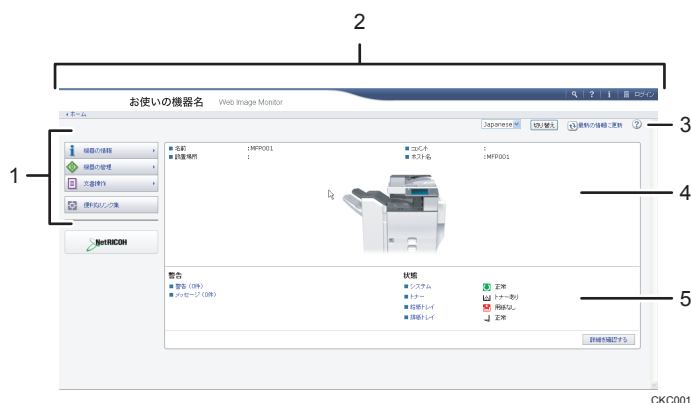 2
お使いの機器名 Web Image Monitor ? i ログイン
ホーム
Japanese 切り替え 最新の情報に更新 ? 3
1
機器の情報
機器の管理
文書操作
便利なリンク集
NetRICOH
名前 :MFP001 コメント :
設置場所 : ホスト名 :MFP001
4
警告 状態
警告 (0件) システム 正常
メッセージ (0件) トナー トナーあり
給紙トレイ 用紙なし
排紙トレイ 正常
5
詳細を確認する
CKC001